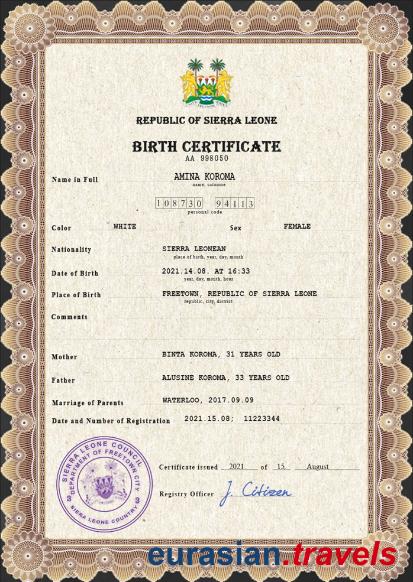 REPUBLIC OF SIERRA LEONE
BIRTH CERTIFICATE
AA 998050
Name in Full AMINA KOROMA
name, surname
108730 94113
personal code
Color WHITE Sex FEMALE
Nationality SIERRA LEONEAN
place of birth, year, day, month
Date of Birth 2021.14.08. AT 16:33
year, day, month, hour
Place of Birth FREETOWN, REPUBLIC OF SIERRA LEONE
republic, city, district
Comments
Mother BINTA KOROMA, 31 YEARS OLD
Father ALUSINE KOROMA, 33 YEARS OLD
Marriage of Parents WATERLOO, 2017.09.09
Date and Number of Registration 2021.15.08; 11223344
SIERRA LEONE COUNCIL
DEPARTMENT OF FREETOWN CITY
SIERRA LEONE COUNTRY
Certificate issued 2021 of 15 August
Registry Officer J. Citizen
eurasian.travels